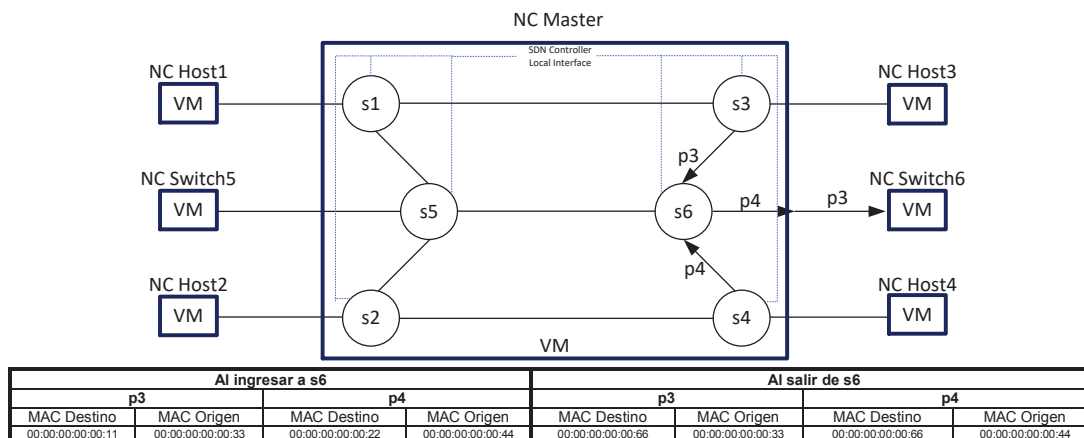 NC Master
SDN Controller
Local Interface
NC Host1
VM
NC Host3
VM
s1
s3
p3
NC Switch5
VM
NC Switch6
VM
s5
s6
p4
p3
p4
NC Host2
VM
NC Host4
VM
s2
s4
VM
Al ingresar a s6 Al salir de s6
p3 p4 p3 p4
MAC Destino MAC Origen MAC Destino MAC Origen MAC Destino MAC Origen MAC Destino MAC Origen
00:00:00:00:00:11 00:00:00:00:00:33 00:00:00:00:00:22 00:00:00:00:00:44 00:00:00:00:00:66 00:00:00:00:00:33 00:00:00:00:00:66 00:00:00:00:00:44